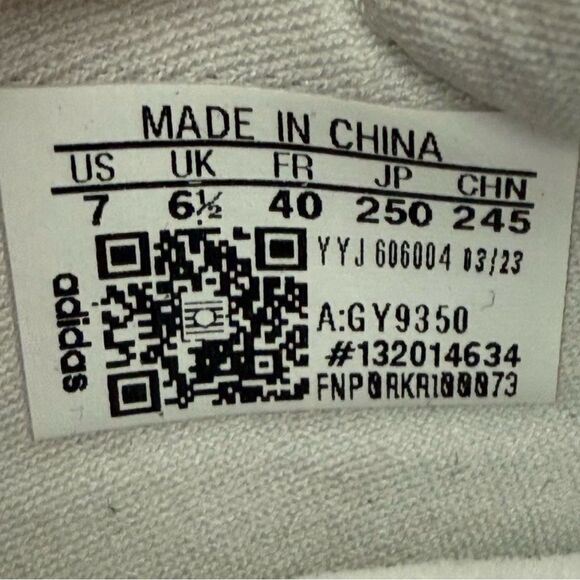 MADE IN CHINA
US UK FR JP CHN
7 6½ 40 250 245
YYJ 606004 03/23
A:GY9350
#132014634
FNP0RKR100073
adidas